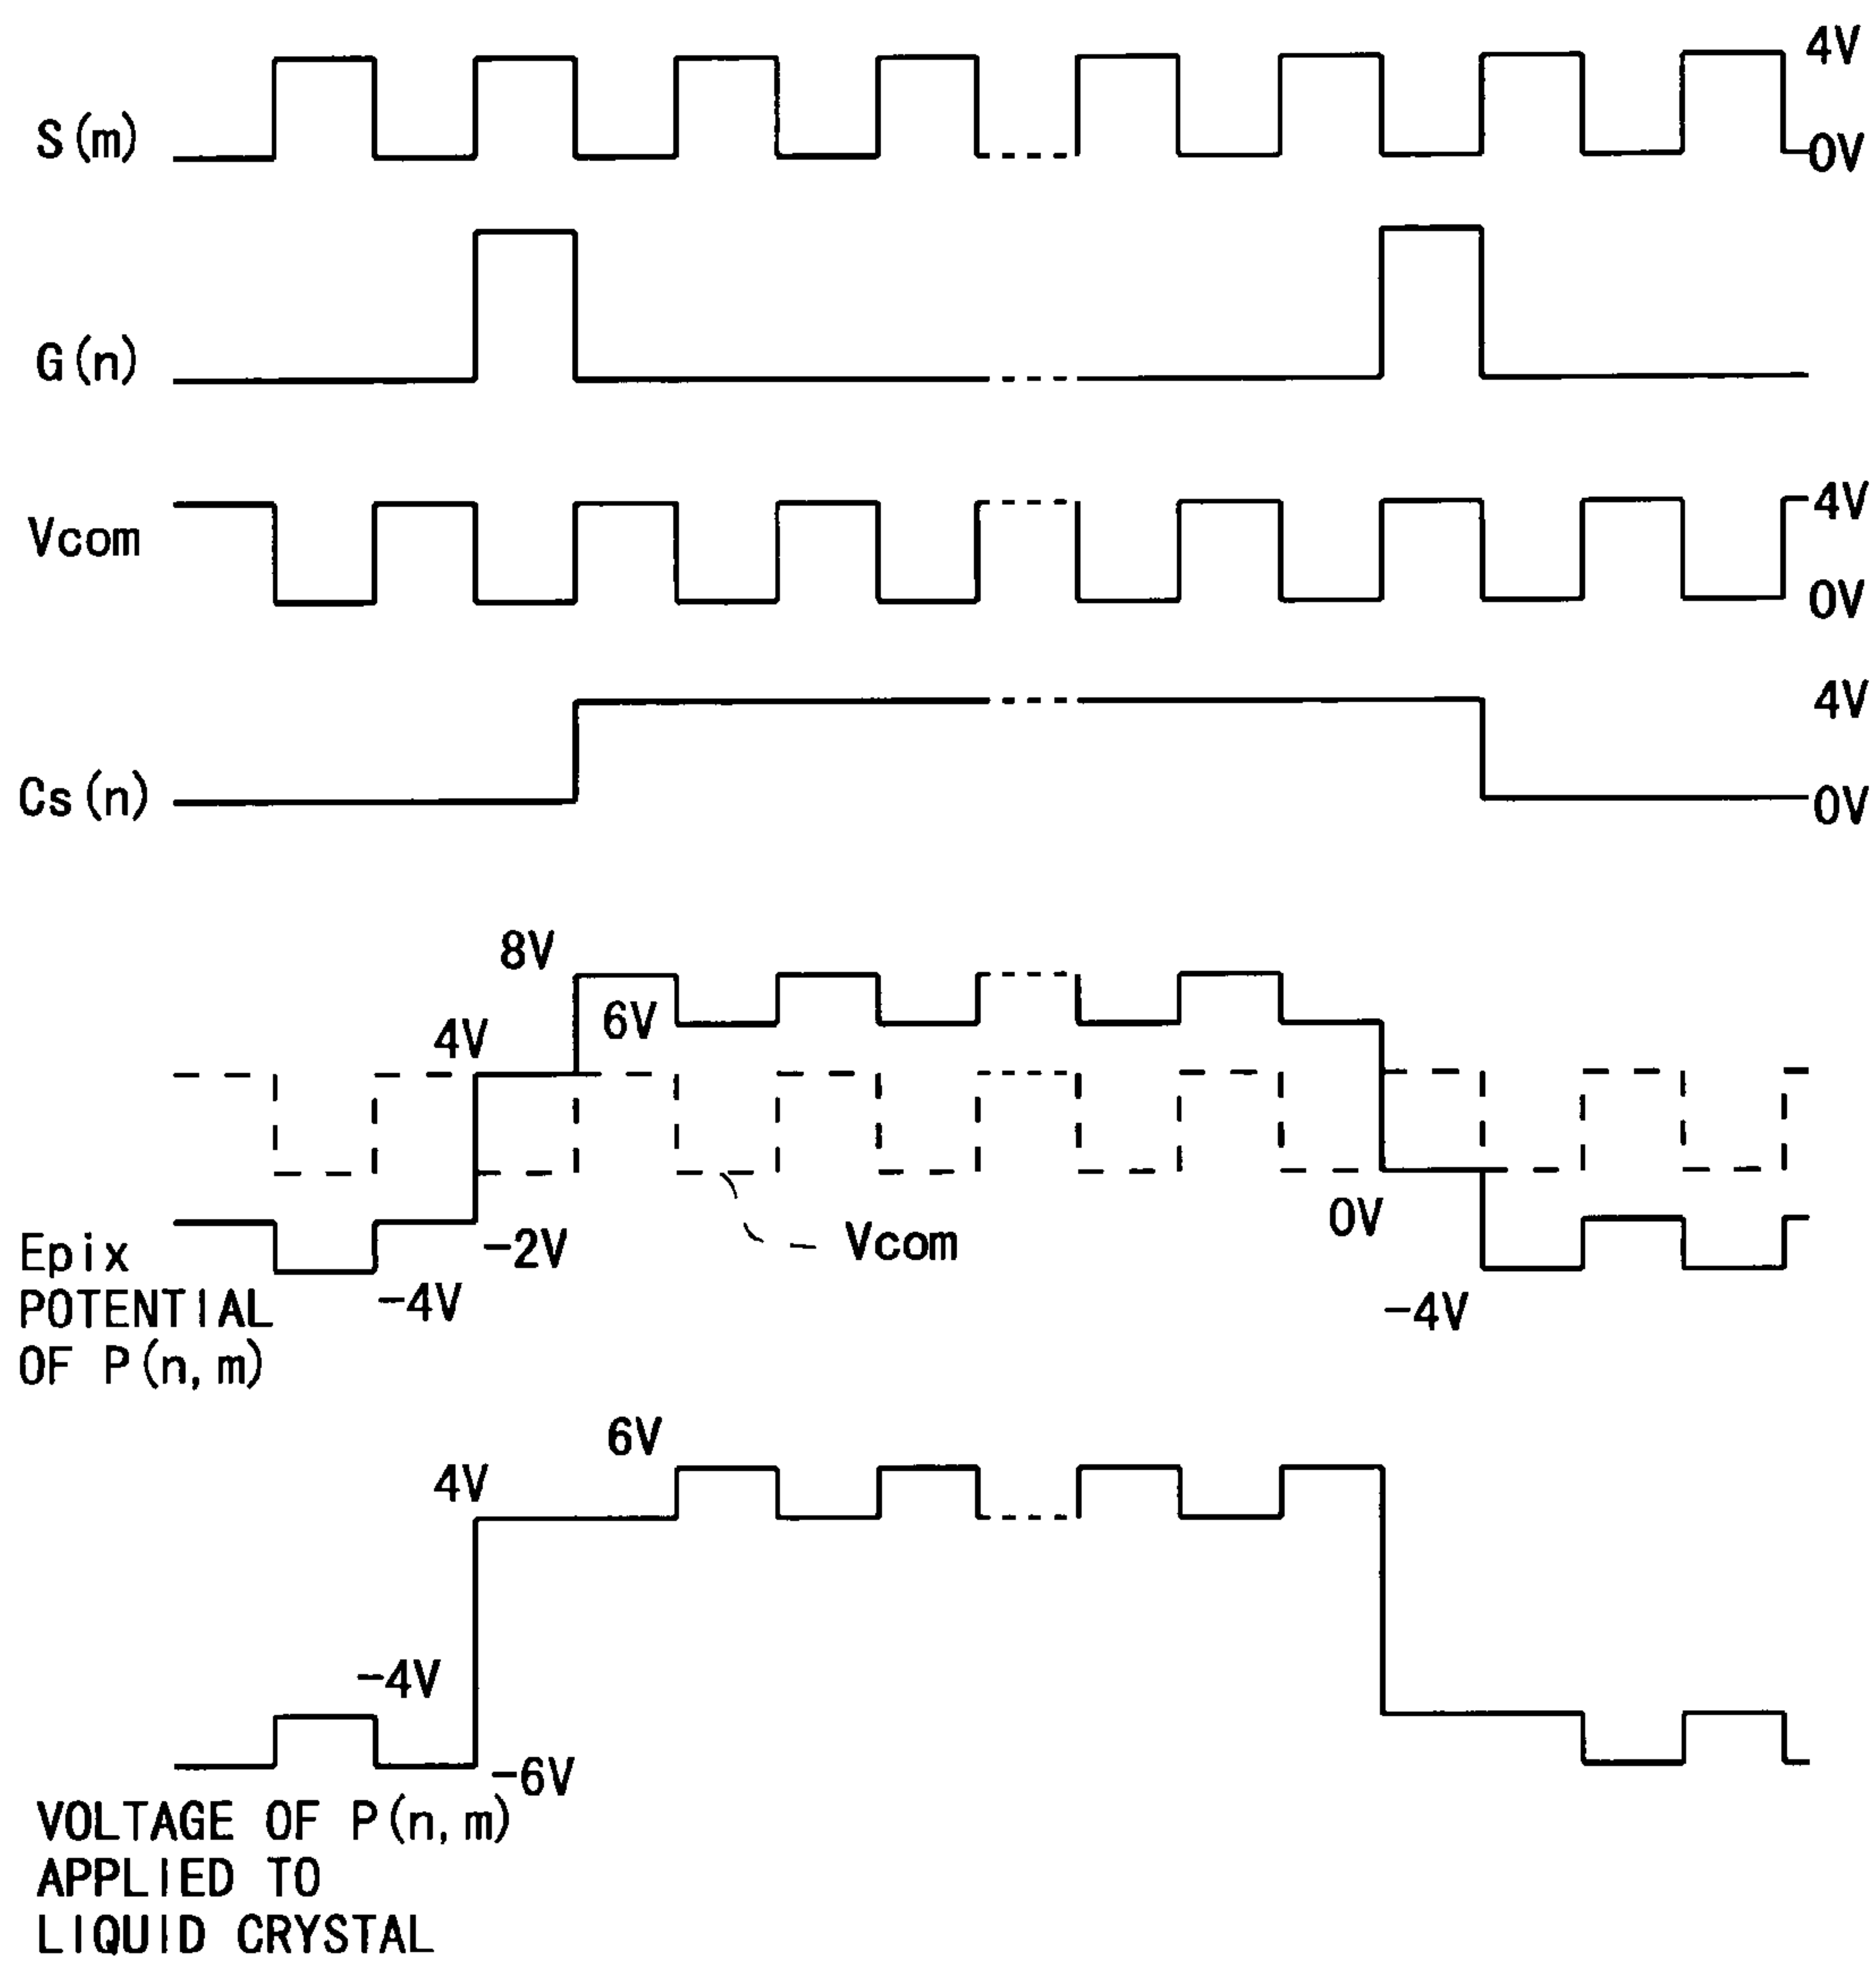 4V
S(m)
0V
G(n)
4V
Vcom
0V
4V
Cs(n)
0V
8V
6V
4V
0V
-2V
Vcom
Epix
POTENTIAL
OF P(n,m)
-4V
-4V
6V
4V
-4V
-6V
VOLTAGE OF P(n,m)
APPLIED TO
LIQUID CRYSTAL